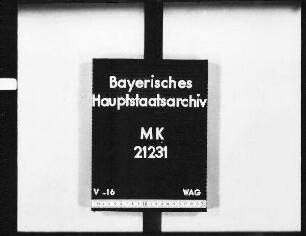 Bayerisches
Hauptstaatsarchiv
MK
21231
V -16 WAG